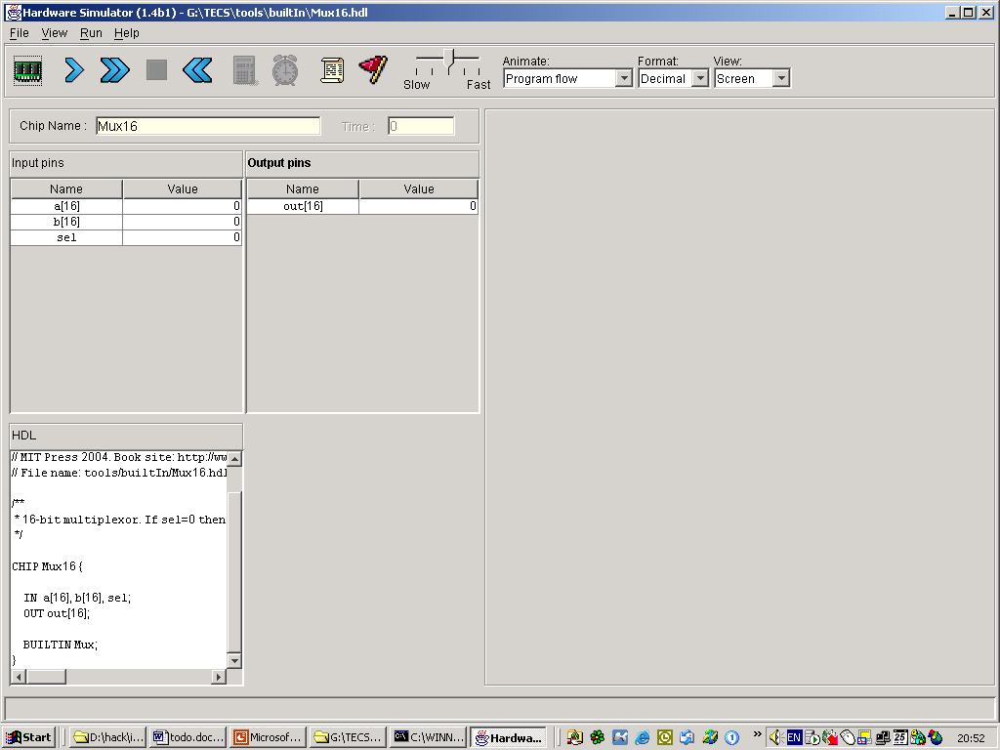 Hardware Simulator (1.4b1) - G:\TECS\tools\builtIn\Mux16.hdl
File View Run Help
Animate: Format: View:
Program flow Decimal Screen
Slow Fast
Chip Name : Mux16 Time : 0
Input pins
Name Value
a[16] 0
b[16] 0
sel 0
Output pins
Name Value
out[16] 0
HDL
// MIT Press 2004. Book site: http://ww
// File name: tools/builtIn/Mux16.hdl
/**
* 16-bit multiplexor. If sel=0 then
*/
CHIP Mux16 {
IN a[16], b[16], sel;
OUT out[16];
BUILTIN Mux;
}
Start D:\hack\i... todo.doc... Microsof... G:\TECS... C:\WINN... Hardwa... » EN 25 20:52